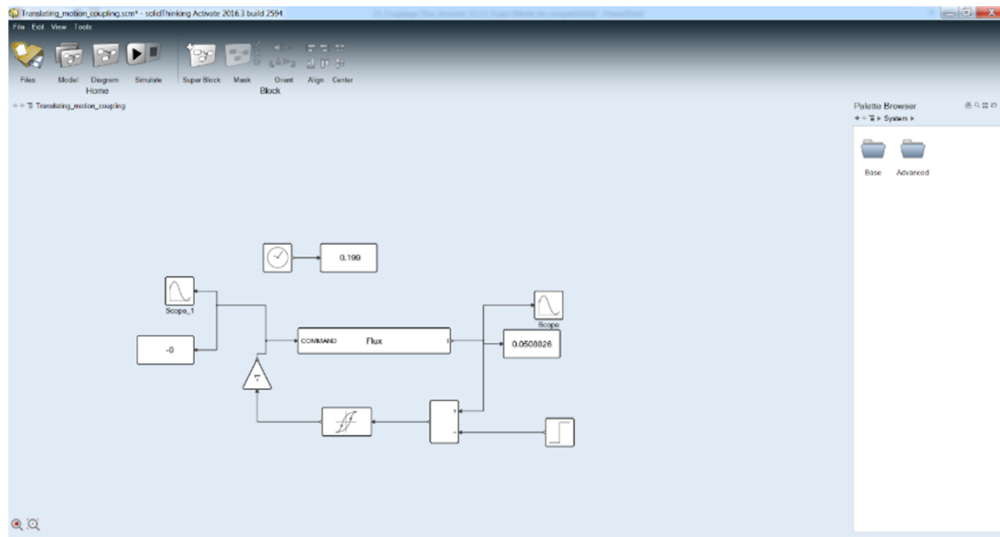 Translating_motion_coupling.scm* - solidThinking Activate 2016.3 build 2594
File Edit View Tools
Files Model Diagram Simulate Super Block Mask Orient Align Center
Home Block
Translating_motion_coupling
Palette Browser
System
Base Advanced
0.199
Scope_1
Scope
COMMAND Flux
-0
0.0508826